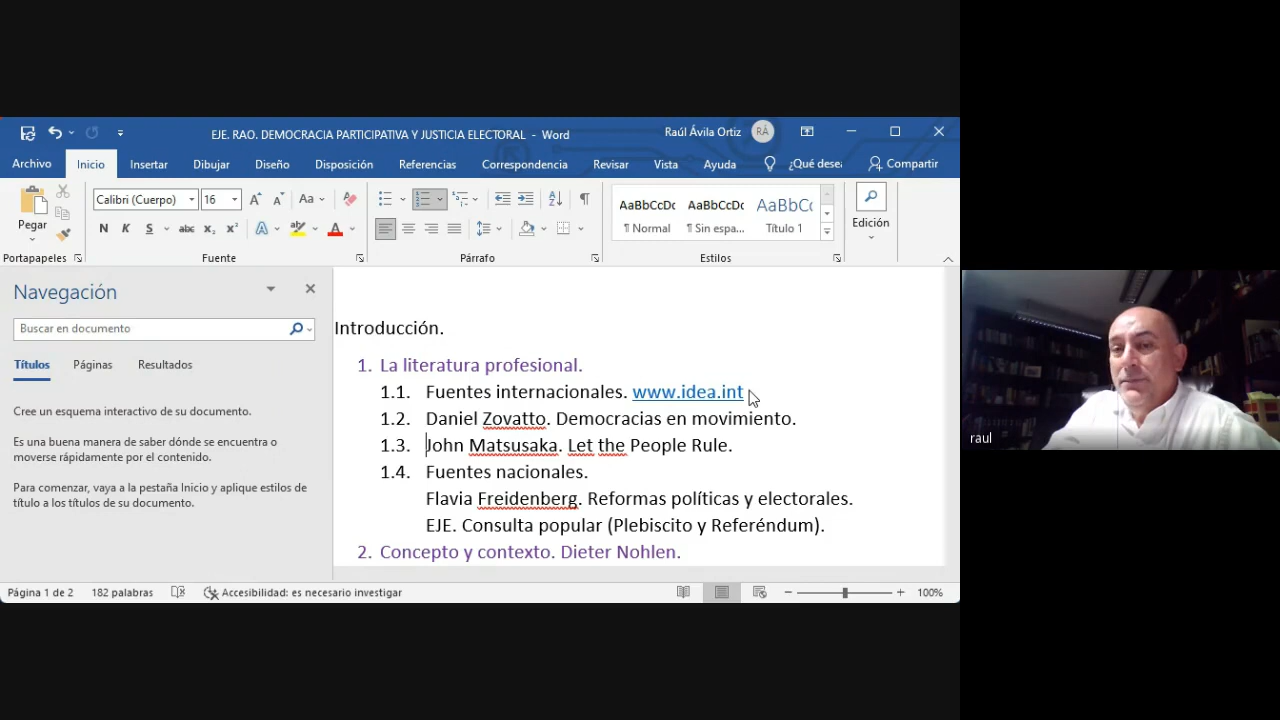 EJE. RAO. DEMOCRACIA PARTICIPATIVA Y JUSTICIA ELECTORAL - Word
Raúl Ávila Ortiz RÁ
Archivo Inicio Insertar Dibujar Diseño Disposición Referencias Correspondencia Revisar Vista Ayuda ¿Qué dese Compartir
Calibri (Cuerpo) 16 Aa
AaBbCcDc AaBbCcDc AaBbC
Pegar
N K S abc x₂ x² A A
¶ Normal ¶ Sin espa... Título 1
Edición
Portapapeles Fuente Párrafo Estilos
Navegación
Buscar en documento
Títulos Páginas Resultados
Cree un esquema interactivo de su documento.
Es una buena manera de saber dónde se encuentra o
moverse rápidamente por el contenido.
Para comenzar, vaya a la pestaña Inicio y aplique estilos de
título a los títulos de su documento.
Introducción.
1. La literatura profesional.
1.1. Fuentes internacionales. www.idea.int
1.2. Daniel Zovatto. Democracias en movimiento.
1.3. John Matsusaka. Let the People Rule.
1.4. Fuentes nacionales.
Flavia Freidenberg. Reformas políticas y electorales.
EJE. Consulta popular (Plebiscito y Referéndum).
2. Concepto y contexto. Dieter Nohlen.
Página 1 de 2 182 palabras Accesibilidad: es necesario investigar 100%
raul